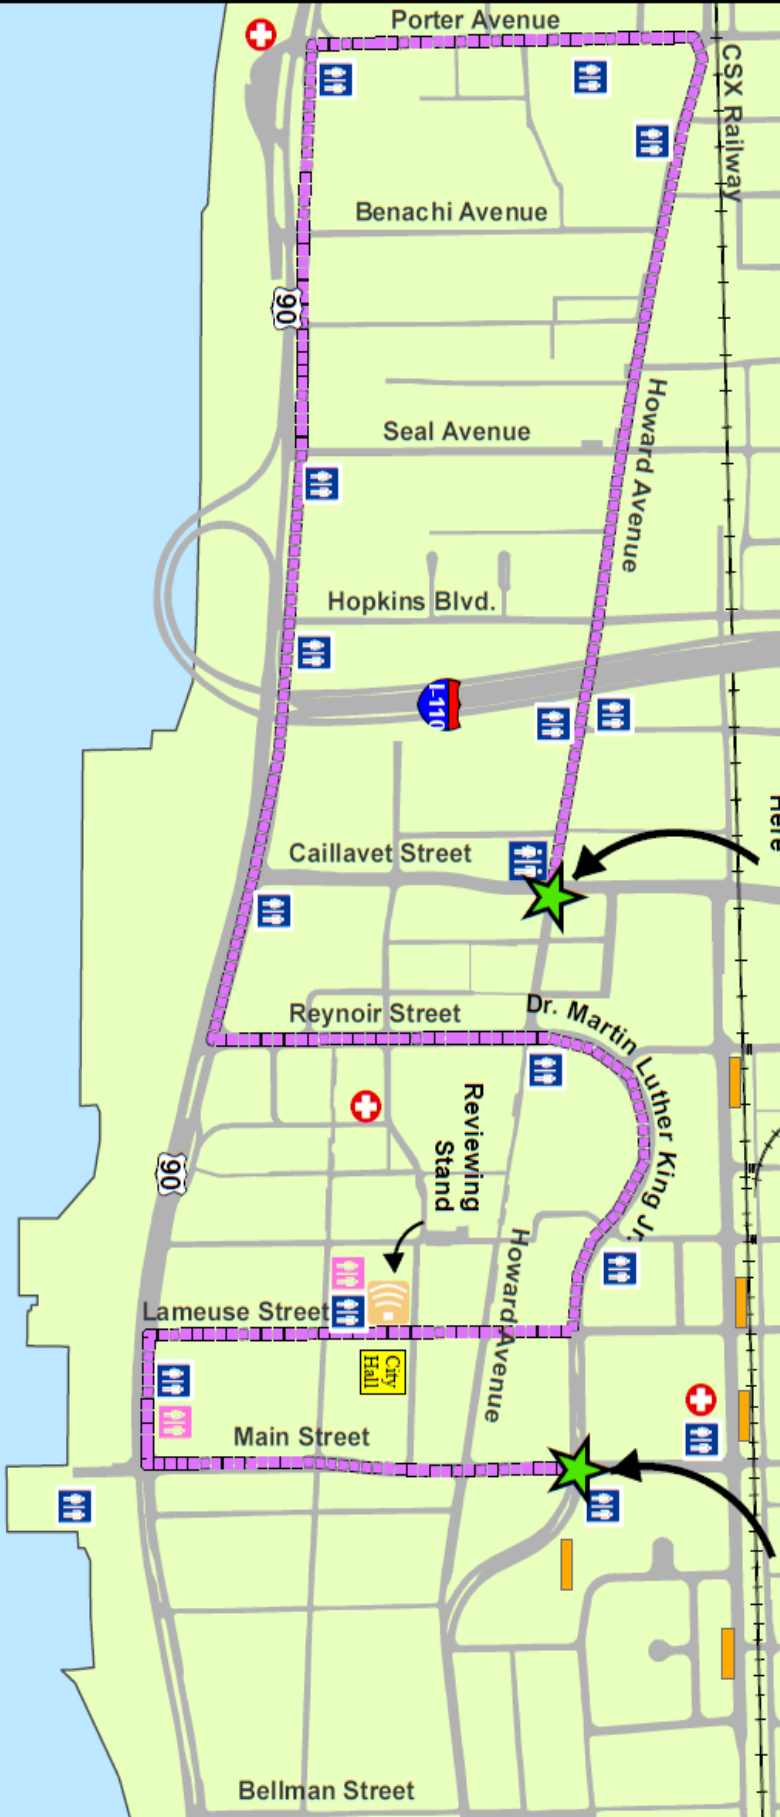 Porter Avenue
CSX Railway
Benachi Avenue
90
Howard Avenue
Seal Avenue
Hopkins Blvd.
I-110
Here
Caillavet Street
Reynoir Street
Dr. Martin Luther King Jr.
Reviewing
Stand
90
Howard Avenue
Lameuse Street
City
Hall
Main Street
Bellman Street